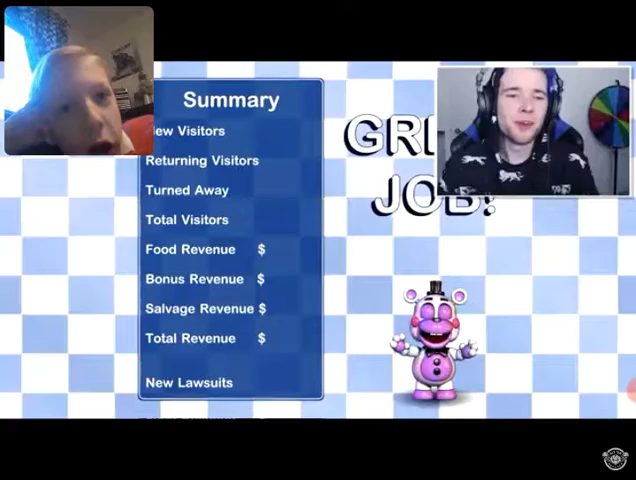 Summary
ew Visitors
Returning Visitors
Turned Away
Total Visitors
Food Revenue $
Bonus Revenue $
Salvage Revenue $
Total Revenue $
New Lawsuits
GRE
JOB!